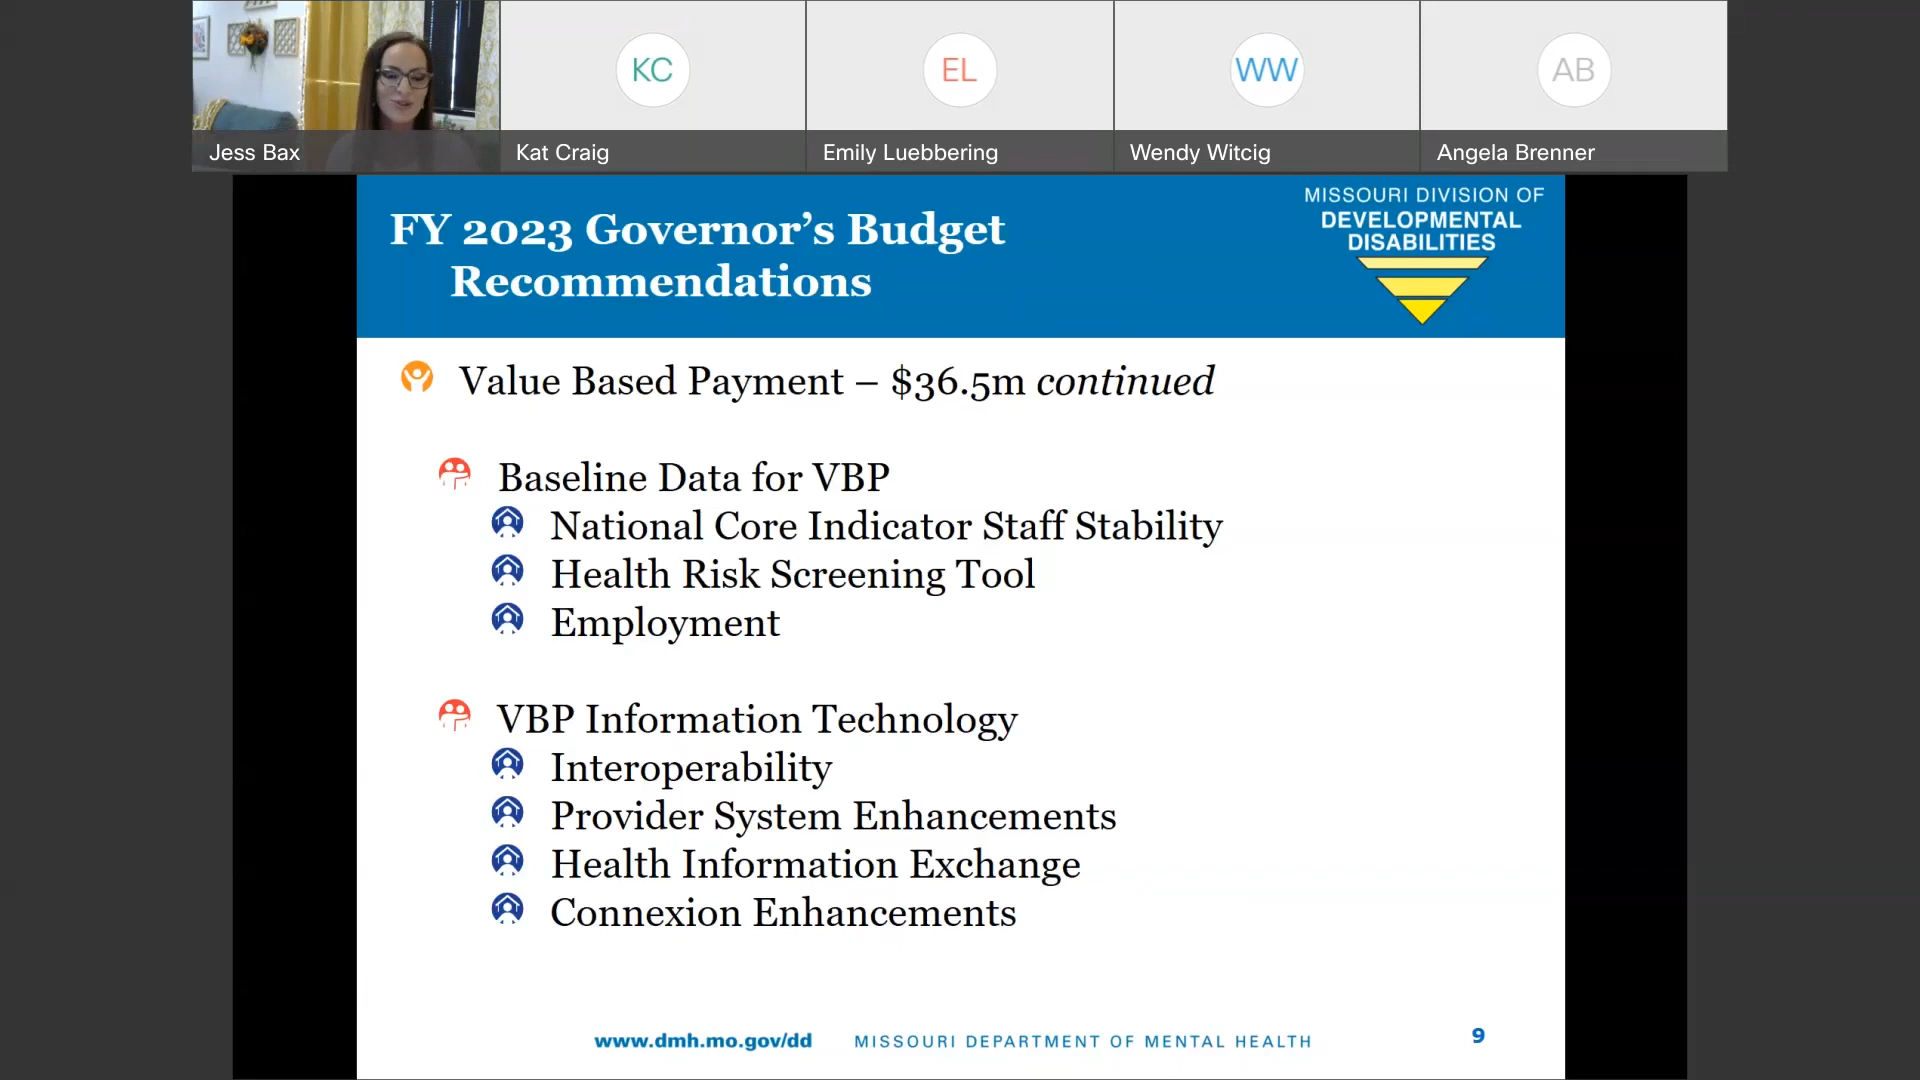 KC
EL
WW
AB
Jess Bax
Kat Craig
Emily Luebbering
Wendy Witcig
Angela Brenner
FY 2023 Governor’s Budget
Recommendations
MISSOURI DIVISION OF
DEVELOPMENTAL
DISABILITIES
Value Based Payment – $36.5m continued
Baseline Data for VBP
National Core Indicator Staff Stability
Health Risk Screening Tool
Employment
VBP Information Technology
Interoperability
Provider System Enhancements
Health Information Exchange
Connexion Enhancements
www.dmh.mo.gov/dd MISSOURI DEPARTMENT OF MENTAL HEALTH 9